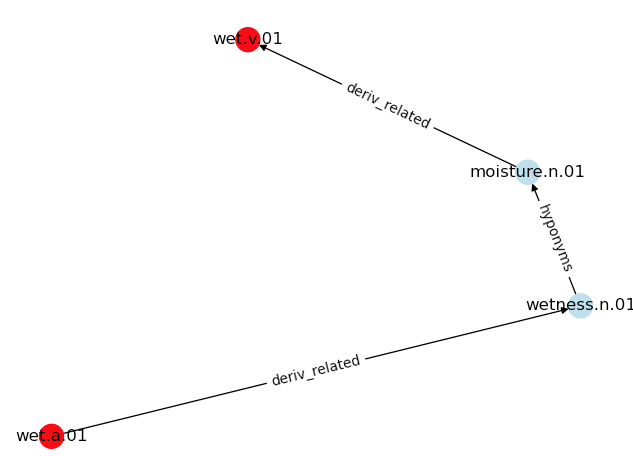 wet.v.01
deriv_related
moisture.n.01
hyponyms
wetness.n.01
deriv_related
wet.a.01